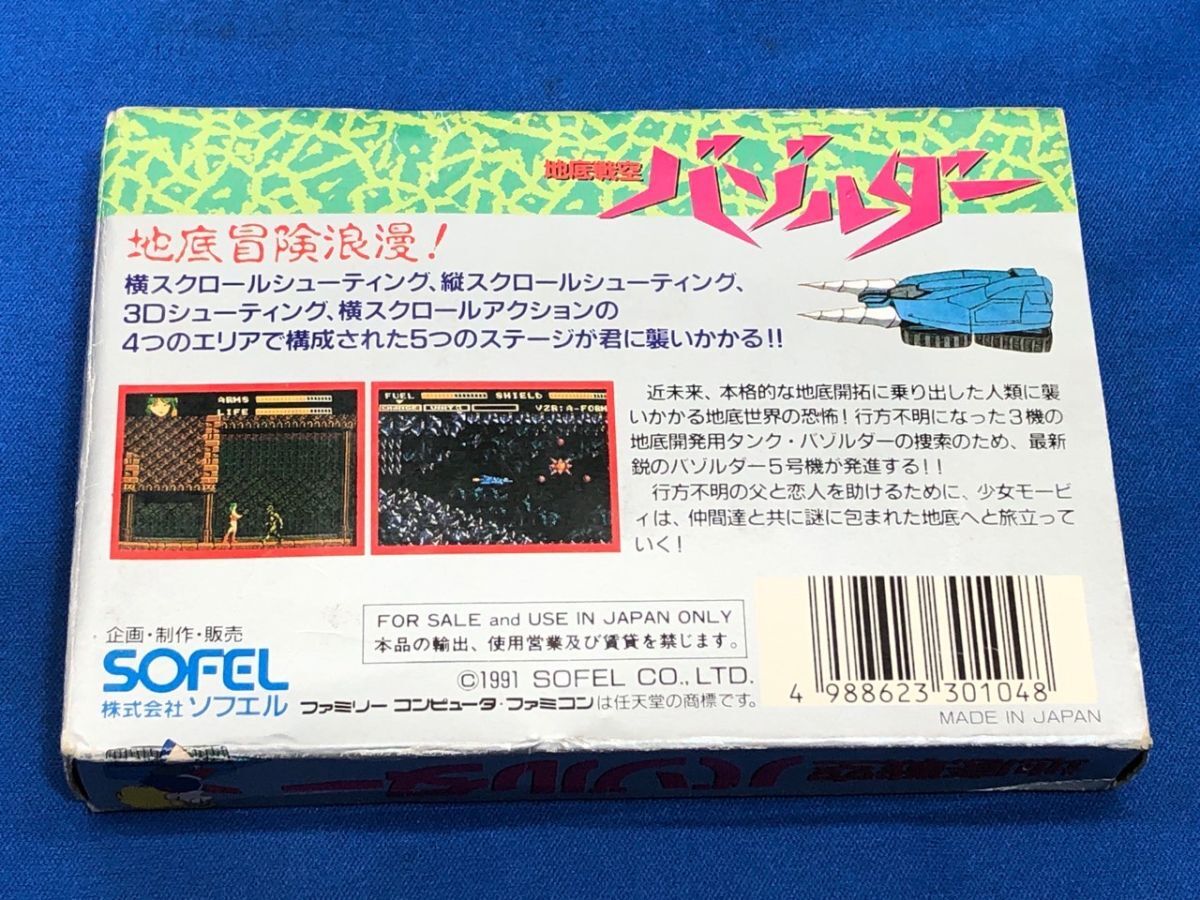 地底戦空
バゾルダー
地底冒険浪漫!
横スクロールシューティング、縦スクロールシューティング、
3Dシューティング、横スクロールアクションの
4つのエリアで構成された5つのステージが君に襲いかかる!!
ARMS
LIFE
FUEL
SHIELD
VZR:A-FORM
近未来、本格的な地底開拓に乗り出した人類に襲
いかかる地底世界の恐怖!行方不明になった3機の
地底開発用タンク・バゾルダーの捜索のため、最新
鋭のバゾルダー5号機が発進する!!
行方不明の父と恋人を助けるために、少女モービ
ィは、仲間達と共に謎に包まれた地底へと旅立って
いく!
FOR SALE and USE IN JAPAN ONLY
本品の輸出、使用営業及び賃貸を禁じます。
企画・制作・販売
SOFEL
株式会社 ソフエル
©1991 SOFEL CO., LTD.
ファミリー コンピュータ・ファミコンは任天堂の商標です。
4 988623 301048
MADE IN JAPAN
地底戦空 バゾルダー